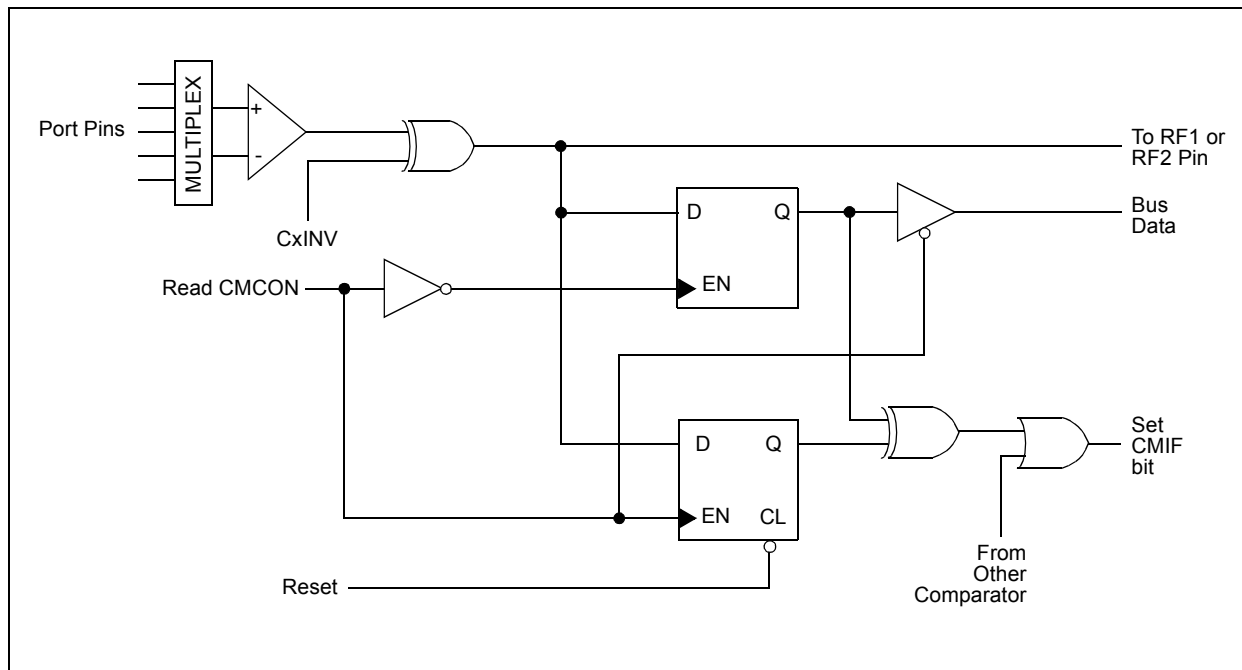 MULTIPLEX
Port Pins
+
-
CxINV
To RF1 or
RF2 Pin
D
Q
EN
Bus
Data
Read CMCON
D
Q
EN
CL
Set
CMIF
bit
From
Other
Comparator
Reset